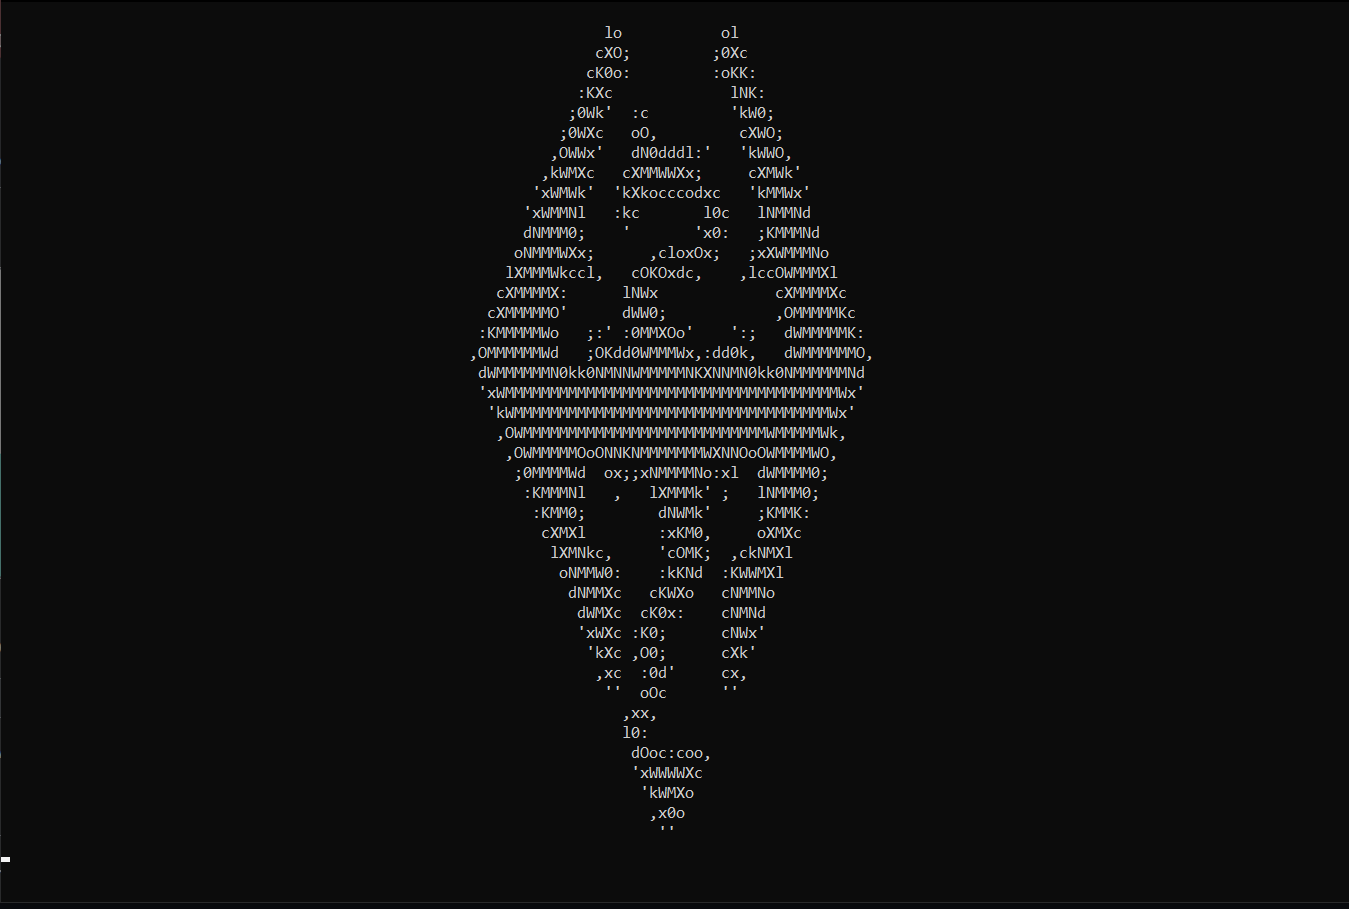 lo           ol
cXO;         ;0Xc
cK0o:         :oKK:
:KXc             lNK:
;0Wk'  :c         'kW0;
;0WXc   oO,         cXWO;
,OWWx'   dN0dddl:'   'kWWO,
,kWMXc   cXMMWWXx;     cXMWk'
'xWMWk'  'kXkocccodxc   'kMMWx'
'xWMMNl   :kc       l0c   lNMMNd
dNMMM0;    '       'x0:   ;KMMMNd
oNMMMWXx;      ,cloxOx;   ;xXWMMMNo
lXMMMWkccl,   cOKOxdc,    ,lccOWMMMXl
cXMMMMX:      lNWx             cXMMMMXc
cXMMMMMO'      dWW0;            ,OMMMMMKc
:KMMMMMWo   ;:' :0MMXOo'    ':;   dWMMMMMK:
,OMMMMMMWd   ;OKdd0WMMMWx,:dd0k,   dWMMMMMMO,
dWMMMMMMN0kk0NMNNWMMMMMNKXNNMN0kk0NMMMMMMNd
'xWMMMMMMMMMMMMMMMMMMMMMMMMMMMMMMMMMMMMMWx'
'kWMMMMMMMMMMMMMMMMMMMMMMMMMMMMMMMMMMMWx'
,OWMMMMMMMMMMMMMMMMMMMMMMMMMMMWMMMMMWk,
,OWMMMMMOoONNKNMMMMMMMWXNNOoOWMMMMWO,
;0MMMMWd  ox;;xNMMMMNo:xl  dWMMMM0;
:KMMMNl   ,   lXMMMk' ;   lNMMM0;
:KMM0;        dNWMk'     ;KMMK:
cXMXl        :xKM0,     oXMXc
lXMNkc,     'cOMK;  ,ckNMXl
oNMMW0:    :kKNd  :KWWMXl
dNMMXc   cKWXo   cNMMNo
dWMXc  cK0x:    cNMNd
'xWXc :K0;      cNWx'
'kXc ,O0;      cXk'
,xc  :0d'     cx,
''  oOc      ''
,xx,
l0:
dOoc:coo,
'xWWWWXc
'kWMXo
,x0o
''